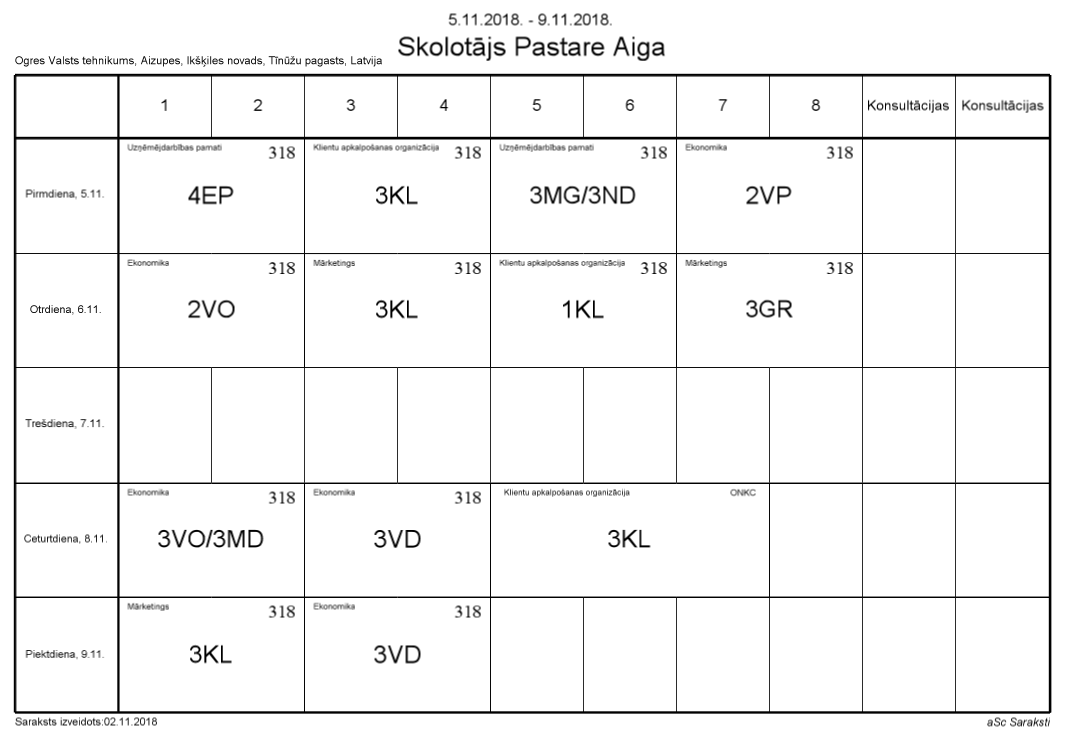 5.11.2018. - 9.11.2018.
Skolotājs Pastare Aiga
Ogres Valsts tehnikums, Aizupes, Ikšķiles novads, Tīnūžu pagasts, Latvija
1 2 3 4 5 6 7 8 Konsultācijas Konsultācijas
Uzņēmējdarbības pamati 318 Klientu apkalpošanas organizācija 318 Uzņēmējdarbības pamati 318 Ekonomika 318
Pirmdiena, 5.11. 4EP 3KL 3MG/3ND 2VP
Ekonomika 318 Mārketings 318 Klientu apkalpošanas organizācija 318 Mārketings 318
Otrdiena, 6.11. 2VO 3KL 1KL 3GR
Trešdiena, 7.11.
Ekonomika 318 Ekonomika 318 Klientu apkalpošanas organizācija ONKC
Ceturtdiena, 8.11. 3VO/3MD 3VD 3KL
Mārketings 318 Ekonomika 318
Piektdiena, 9.11. 3KL 3VD
Saraksts izveidots:02.11.2018 aSc Saraksti